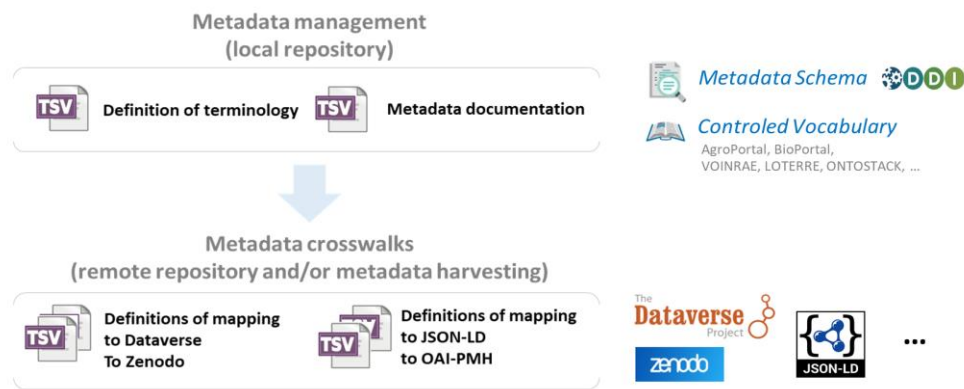 Metadata management
(local repository)
TSV
Definition of terminology
TSV
Metadata documentation
Metadata Schema
DDI
Controled Vocabulary
AgroPortal, BioPortal,
VOINRAE, LOTERRE, ONTOSTACK, ...
Metadata crosswalks
(remote repository and/or metadata harvesting)
TSV
Definitions of mapping
to Dataverse
To Zenodo
TSV
Definitions of mapping
to JSON-LD
to OAI-PMH
The
Dataverse
Project
zenodo
{ }
JSON-LD
...